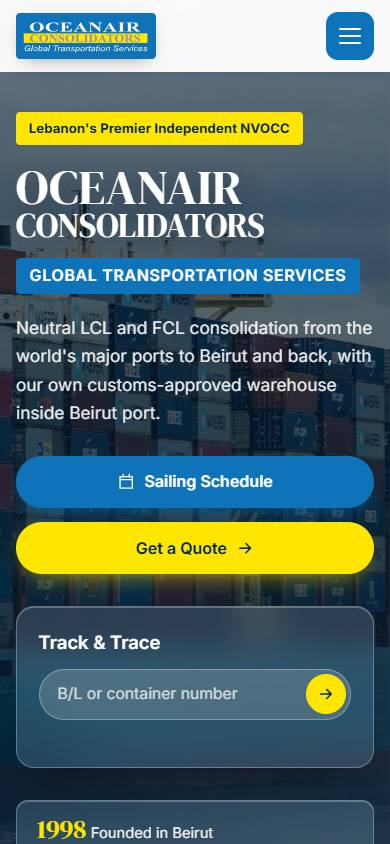 OCEANAIR
CONSOLIDATORS
Global Transportation Services
Lebanon's Premier Independent NVOCC
OCEANAIR
CONSOLIDATORS
GLOBAL TRANSPORTATION SERVICES
Neutral LCL and FCL consolidation from the
world's major ports to Beirut and back, with
our own customs-approved warehouse
inside Beirut port.
Sailing Schedule
Get a Quote →
Track & Trace
B/L or container number
1998 Founded in Beirut